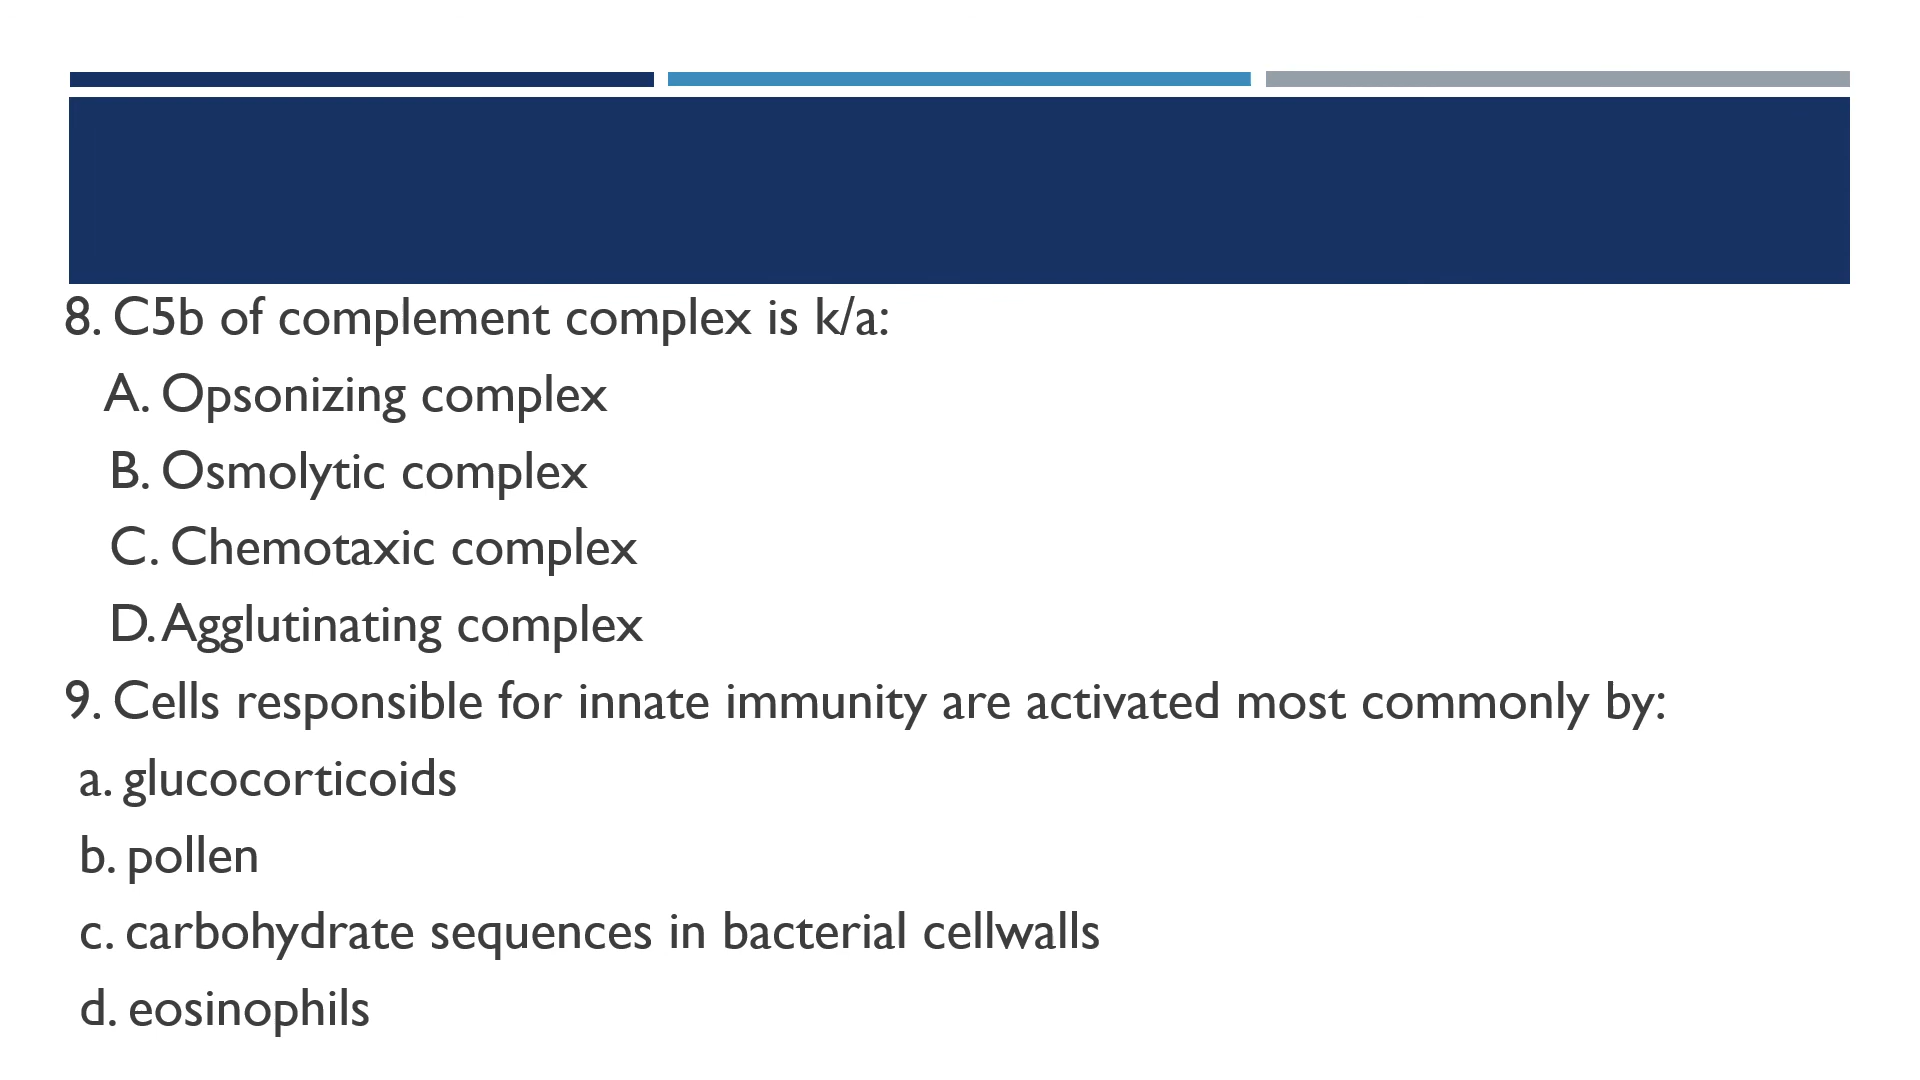 8. C5b of complement complex is k/a:
A. Opsonizing complex
B. Osmolytic complex
C. Chemotaxic complex
D. Agglutinating complex
9. Cells responsible for innate immunity are activated most commonly by:
a. glucocorticoids
b. pollen
c. carbohydrate sequences in bacterial cellwalls
d. eosinophils